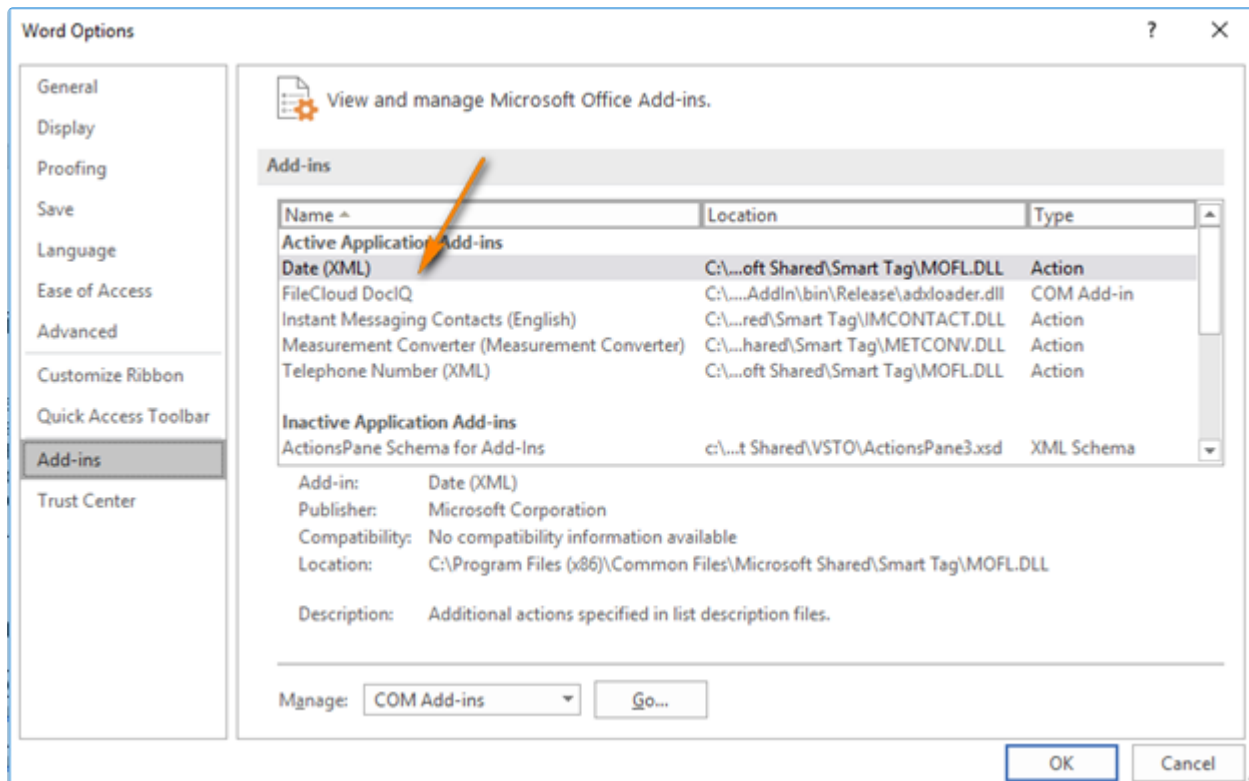 Word Options
?
General
Display
Proofing
Save
Language
Ease of Access
Advanced
Customize Ribbon
Quick Access Toolbar
Add-ins
Trust Center
View and manage Microsoft Office Add-ins.
Add-ins
Name Location Type
Active Application Add-ins
Date (XML) C:\...oft Shared\Smart Tag\MOFL.DLL Action
FileCloud DocIQ C:\....AddIn\bin\Release\adxloader.dll COM Add-in
Instant Messaging Contacts (English) C:\...red\Smart Tag\IMCONTACT.DLL Action
Measurement Converter (Measurement Converter) C:\...hared\Smart Tag\METCONV.DLL Action
Telephone Number (XML) C:\...oft Shared\Smart Tag\MOFL.DLL Action
Inactive Application Add-ins
ActionsPane Schema for Add-Ins c:\...t Shared\VSTO\ActionsPane3.xsd XML Schema
Add-in: Date (XML)
Publisher: Microsoft Corporation
Compatibility: No compatibility information available
Location: C:\Program Files (x86)\Common Files\Microsoft Shared\Smart Tag\MOFL.DLL
Description: Additional actions specified in list description files.
Manage: COM Add-ins Go...
OK Cancel